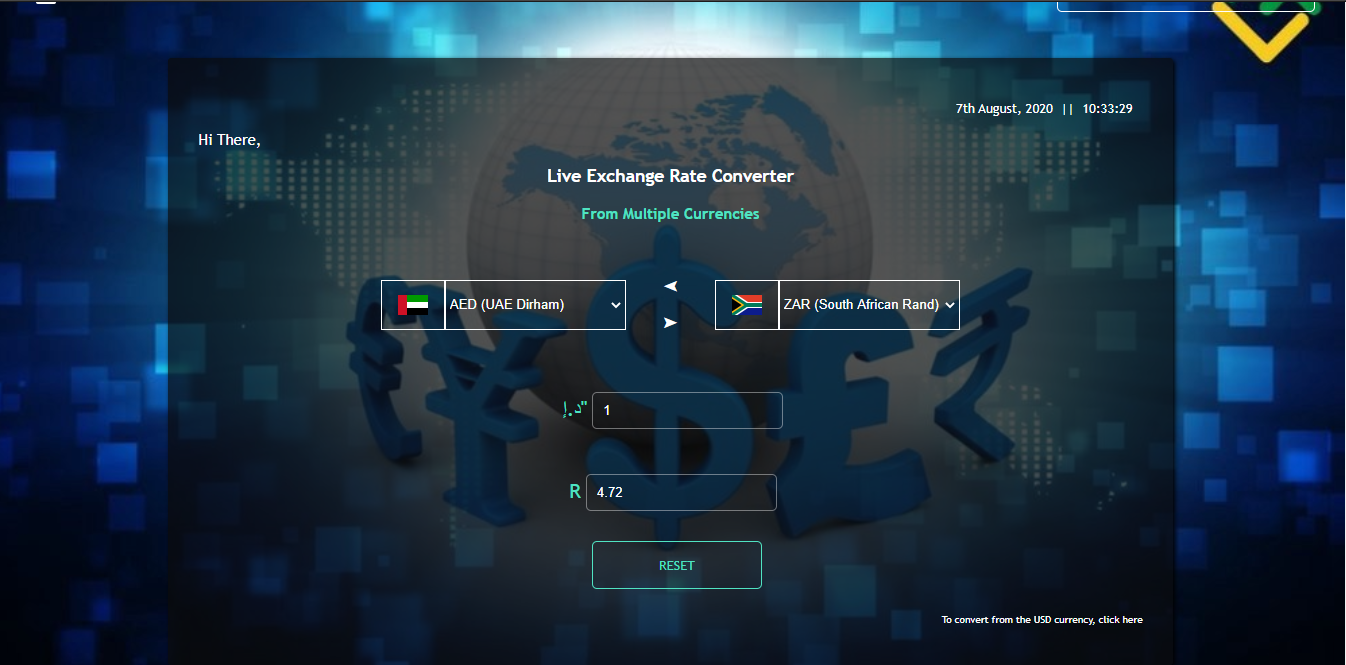 7th August, 2020 || 10:33:29
Hi There,
Live Exchange Rate Converter
From Multiple Currencies
AED (UAE Dirham)
ZAR (South African Rand)
د.إ" 1
R 4.72
RESET
To convert from the USD currency, click here